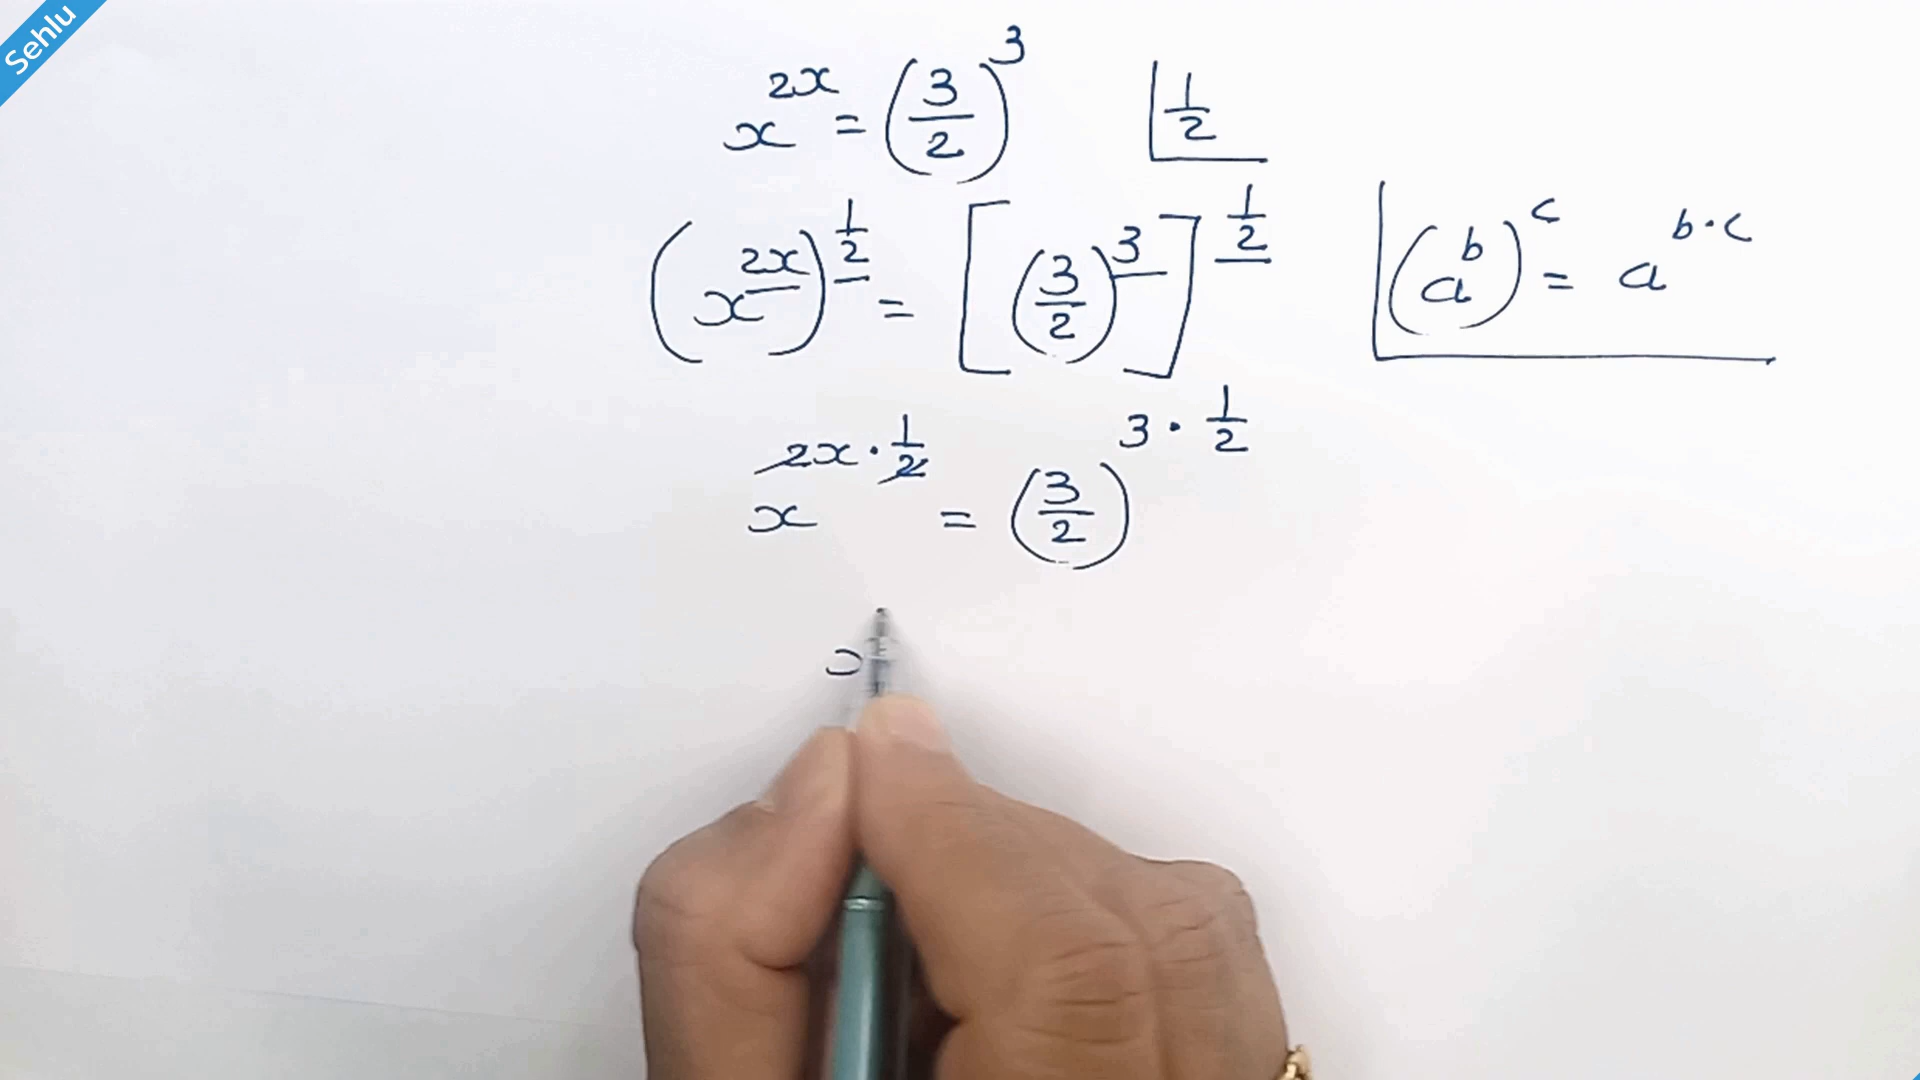 Sehlu
x^{2x} = (3/2)^3 |1/2
(x^{2x})^{1/2} = [(3/2)^3]^{1/2} |(a^b)^c = a^{b·c}
x^{2x·1/2} = (3/2)^{3·1/2}